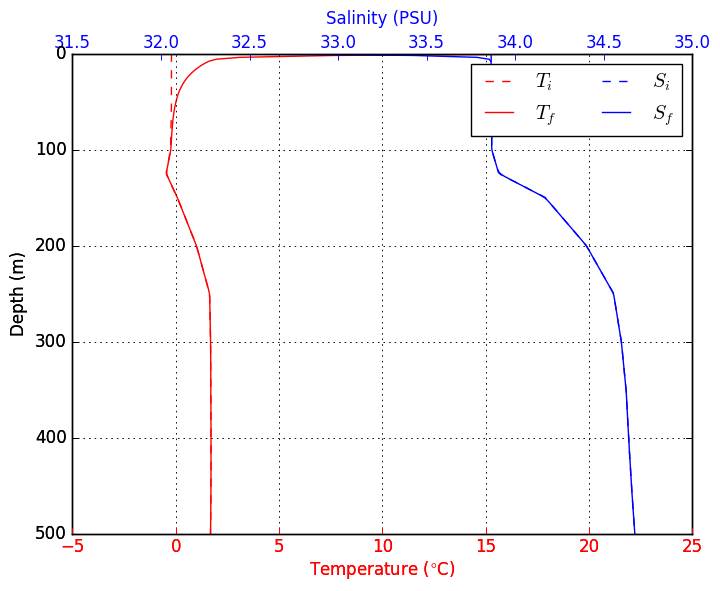 Salinity (PSU)
31.5 32.0 32.5 33.0 33.5 34.0 34.5 35.0
0
T_i S_i
T_f S_f
100
200
Depth (m)
300
400
500
−5 0 5 10 15 20 25
Temperature (°C)